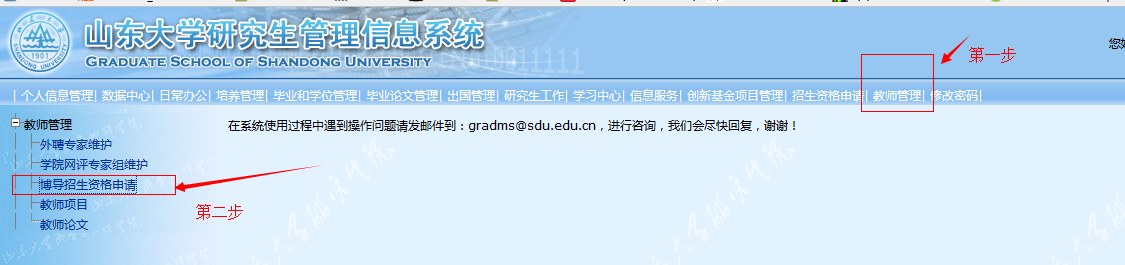 山东大学研究生管理信息系统
GRADUATE SCHOOL OF SHANDONG UNIVERSITY
1901
您好
第一步
| 个人信息管理| 数据中心| 日常办公| 培养管理| 毕业和学位管理| 毕业论文管理| 出国管理| 研究生工作| 学习中心| 信息服务| 创新基金项目管理| 招生资格申请| 教师管理| 修改密码|
教师管理
在系统使用过程中遇到操作问题请发邮件到：gradms@sdu.edu.cn，进行咨询，我们会尽快回复，谢谢！
外聘专家维护
学院网评专家组维护
博导招生资格申请
教师项目
第二步
教师论文